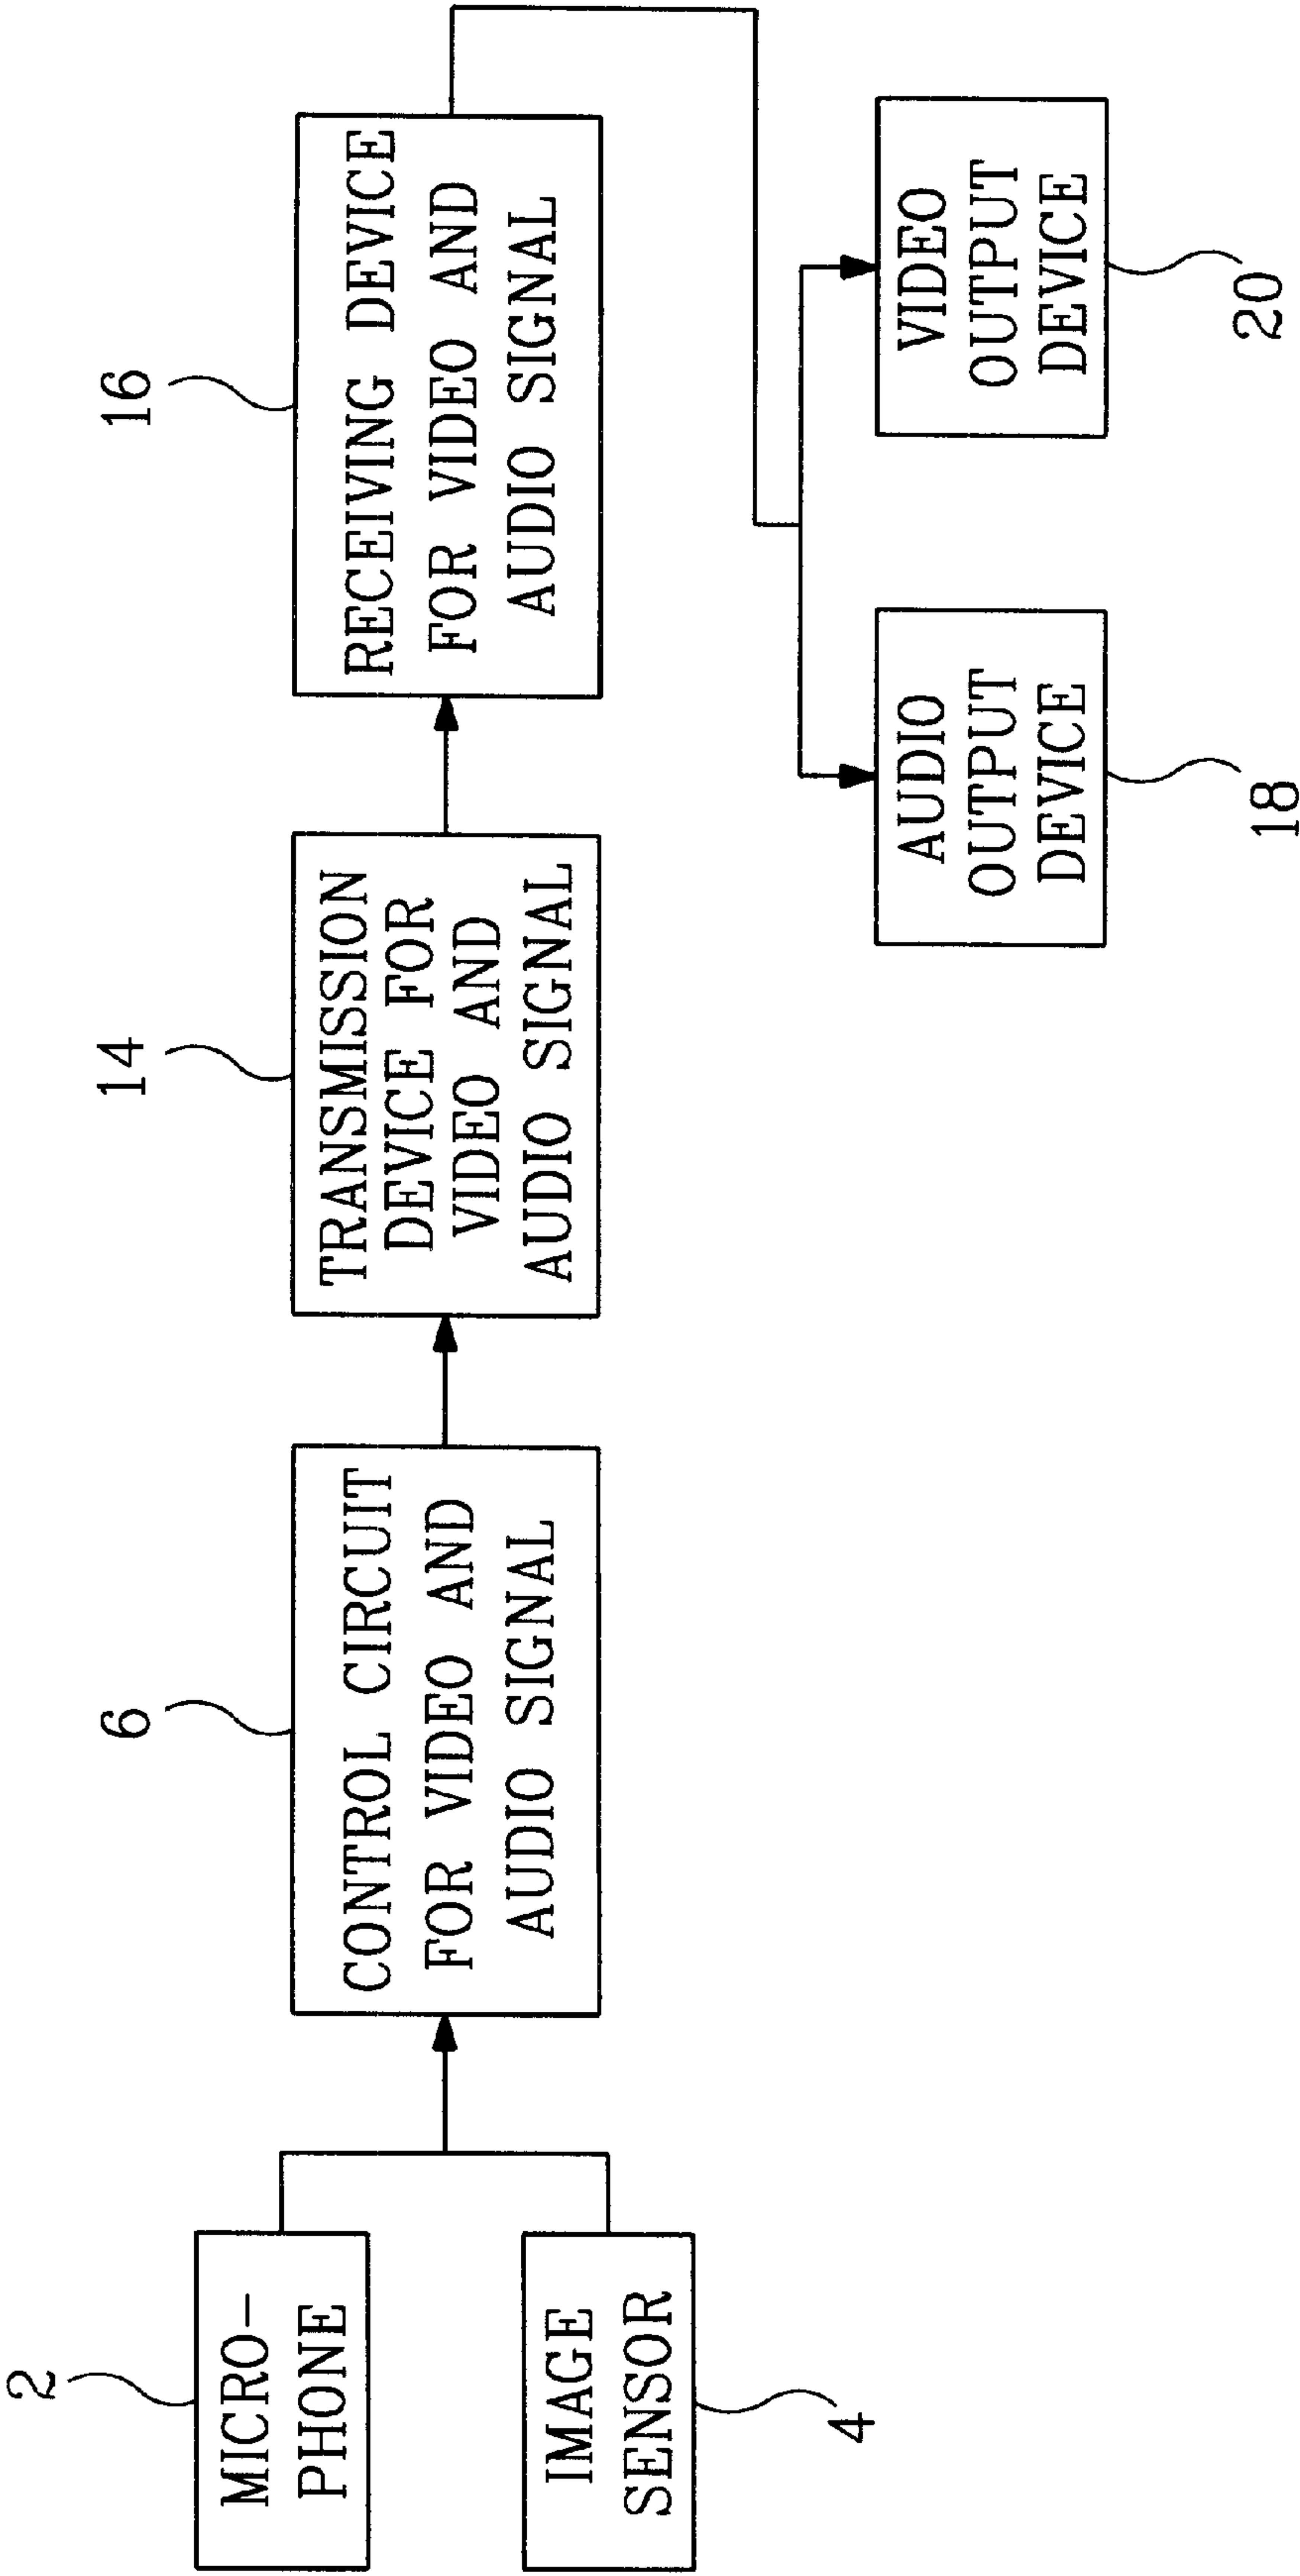 2
MICRO-
PHONE
IMAGE
SENSOR
4
6
CONTROL CIRCUIT
FOR VIDEO AND
AUDIO SIGNAL
14
TRANSMISSION
DEVICE FOR
VIDEO AND
AUDIO SIGNAL
16
RECEIVING DEVICE
FOR VIDEO AND
AUDIO SIGNAL
AUDIO
OUTPUT
DEVICE
18
VIDEO
OUTPUT
DEVICE
20